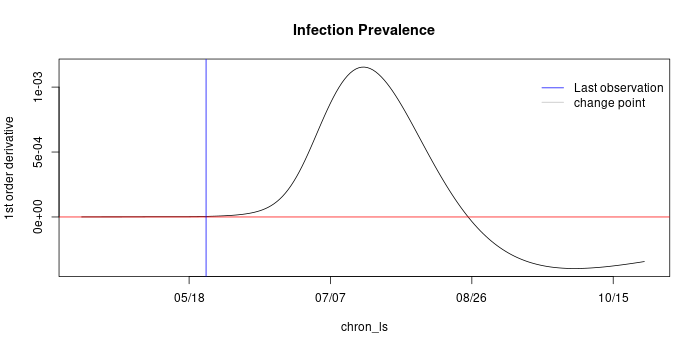 Infection Prevalence
1st order derivative
1e-03
5e-04
0e+00
Last observation
change point
05/18
07/07
08/26
10/15
chron_ls